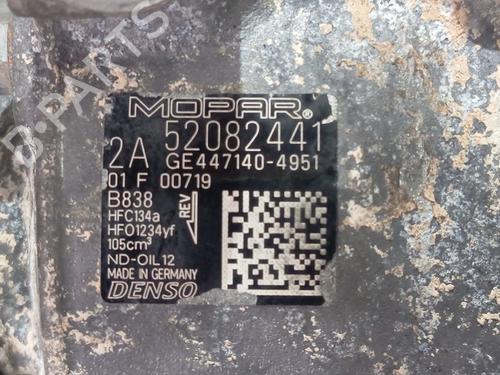 MOPAR®
2A 52082441
GE447140-4951
01 F 00719
B838
REV
HFC134a
HFO1234yf
105cm³
ND-OIL12
MADE IN GERMANY
DENSO
B-PARTS